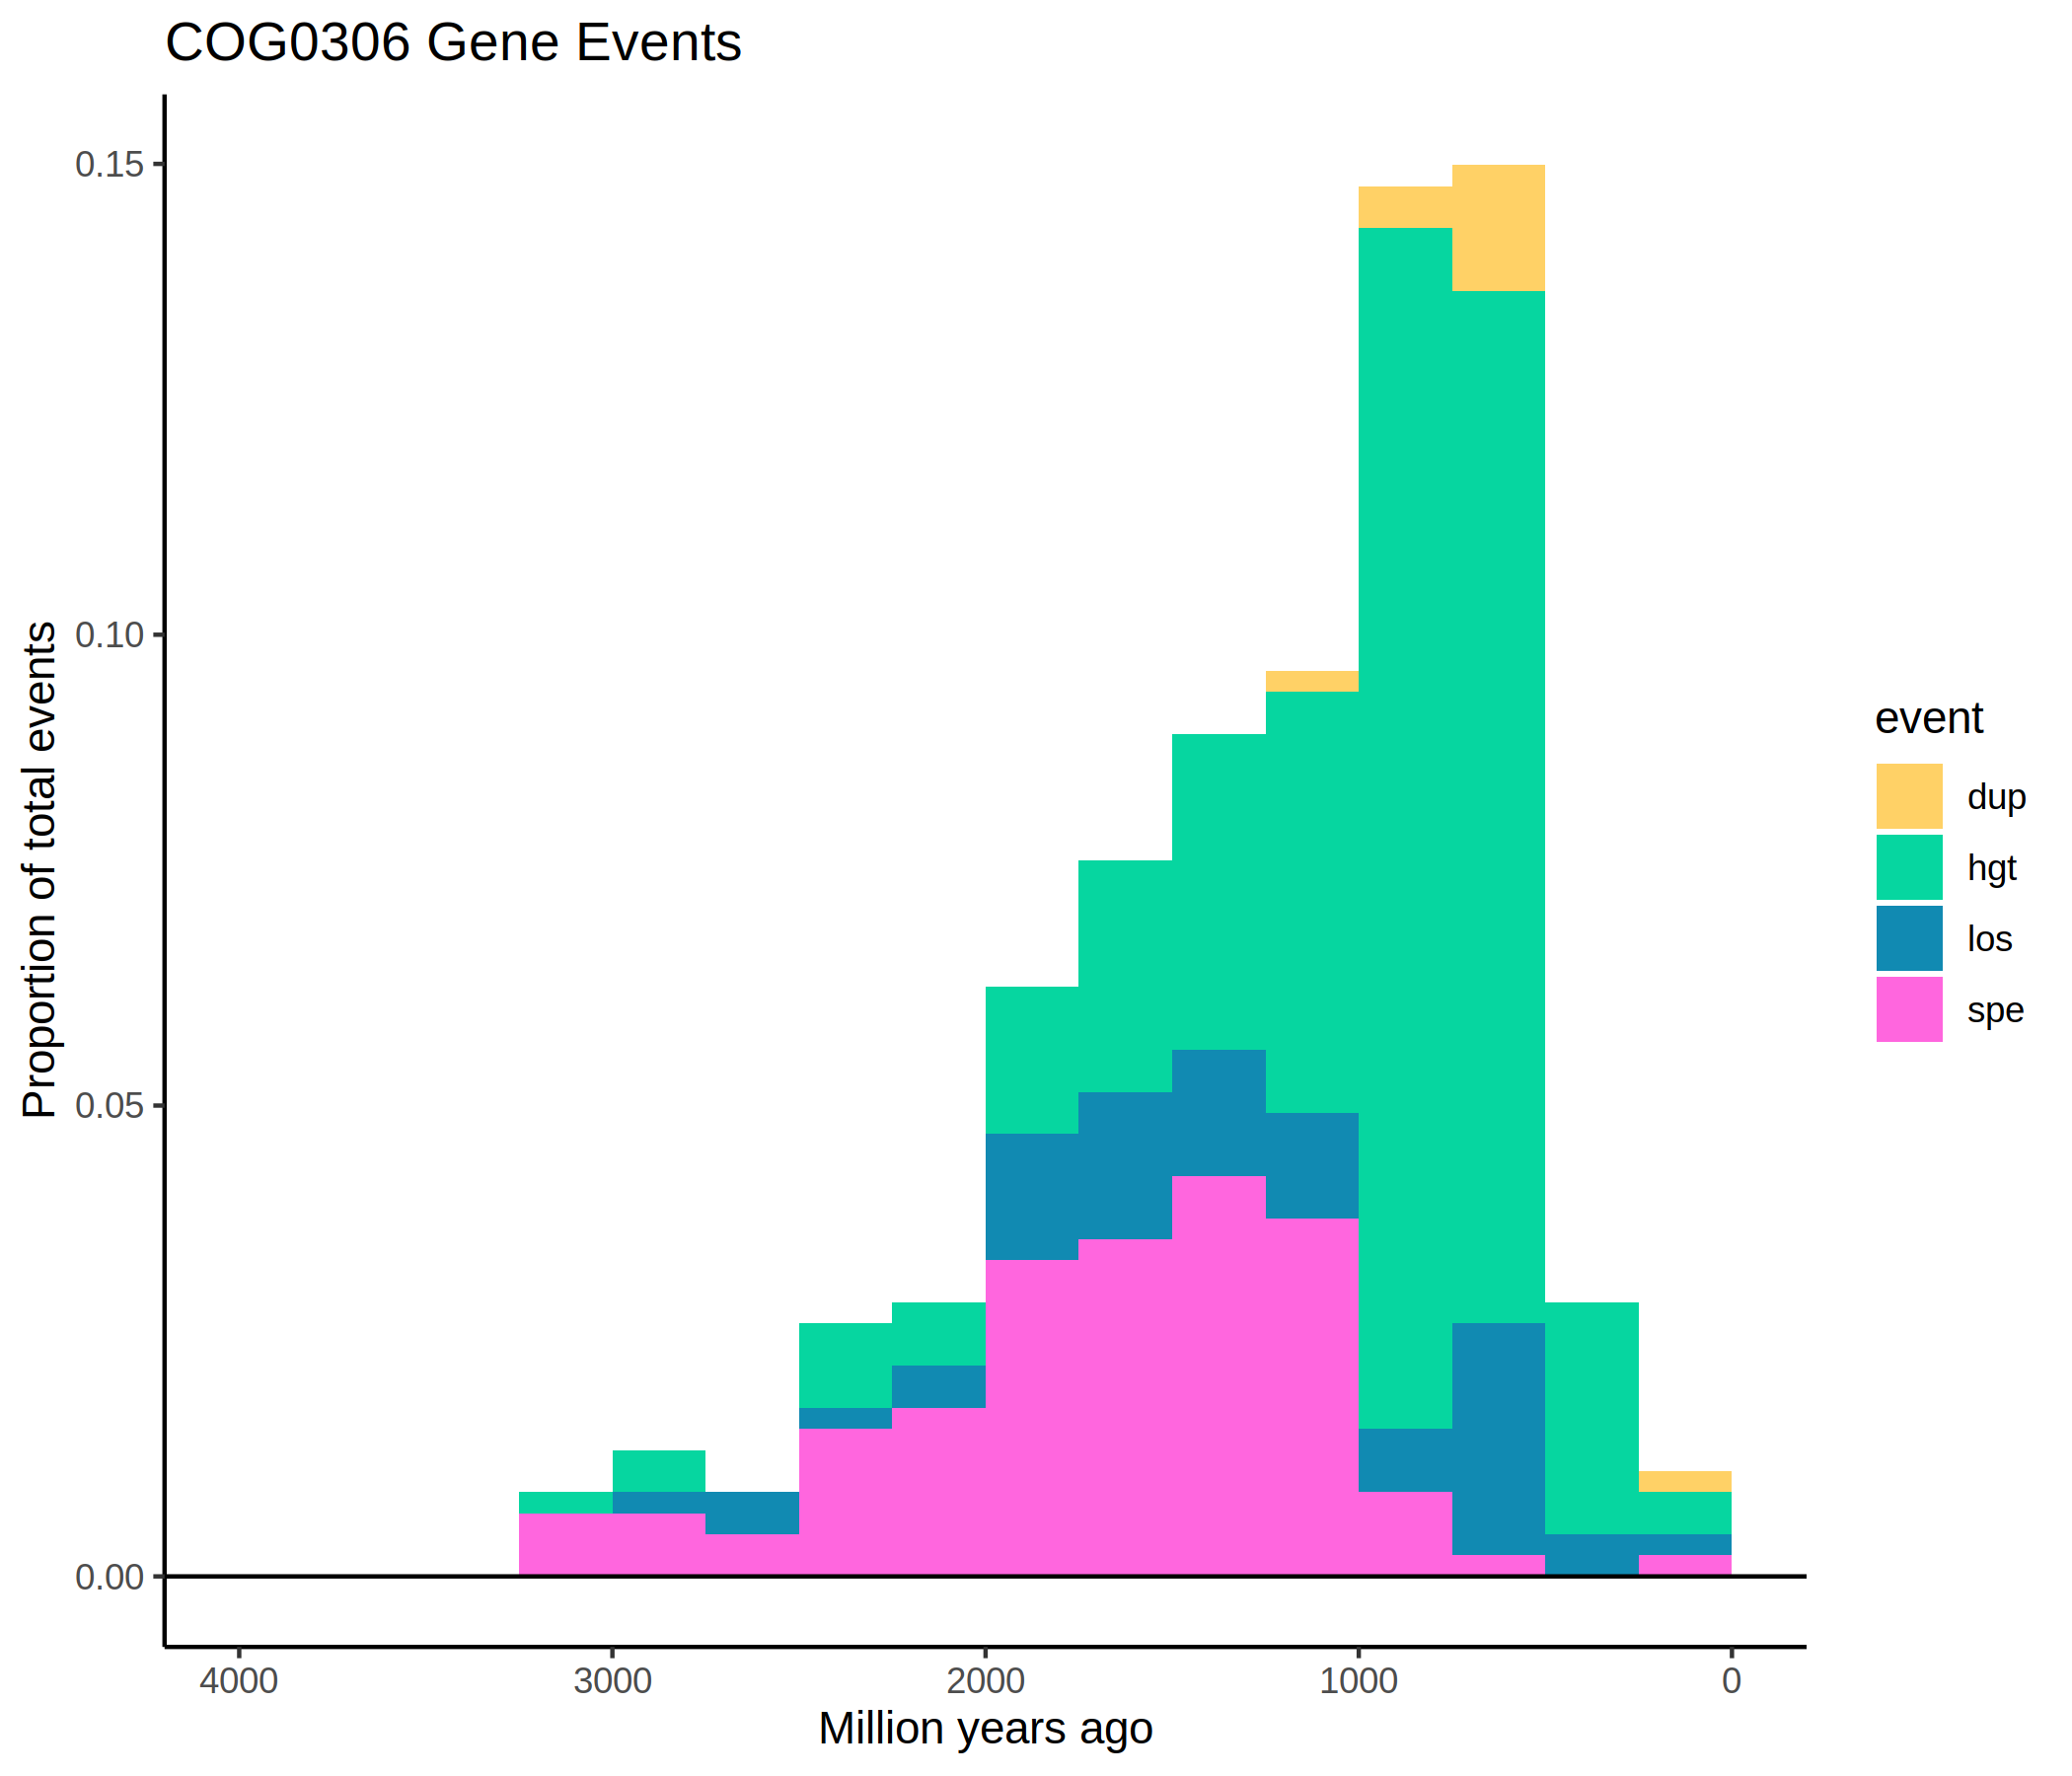 COG0306 Gene Events
Proportion of total events
0.15
0.10
0.05
0.00
4000 3000 2000 1000 0
Million years ago
event
dup
hgt
los
spe